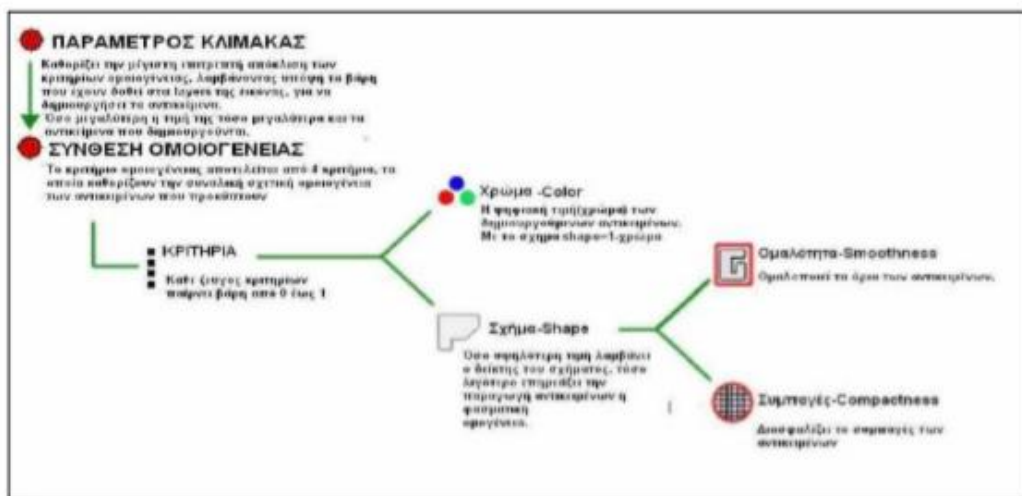 ΠΑΡΑΜΕΤΡΟΣ ΚΛΙΜΑΚΑΣ
Καθορίζει την μέγιστη επιτρεπτή απόκλιση των
κριτηρίων ομοιογένειας, λαμβάνοντας υπόψη τα βάρη
που έχουν δοθεί στα layers της εικόνας, για να
δημιουργήσει τα αντικείμενα.
Όσο μεγαλύτερη η τιμή της τόσο μεγαλύτερα και τα
αντικείμενα που δημιουργούνται.
ΣΥΝΘΕΣΗ ΟΜΟΙΟΓΕΝΕΙΑΣ
Το κριτήριο ομοιογένειας αποτελείται από 4 κριτήρια, τα
οποία καθορίζουν την συνολική σχετική ομοιογένεια
των αντικειμένων που προκύπτουν
ΚΡΙΤΗΡΙΑ
Κάθε ζεύγος κριτηρίων
παίρνει βάρη από 0 έως 1
Χρώμα -Color
Η ψηφιακή τιμή(χρώμα) των
δημιουργούμενων αντικειμένων.
Με το σχήμα shape=1-χρώμα
Σχήμα-Shape
Όσο υψηλότερη τιμή λαμβάνει
ο δείκτης του σχήματος, τόσο
λιγότερο επηρεάζει την
παραγωγή αντικειμένων η
φασματική
ομογένεια.
Ομαλότητα-Smoothness
Ομαλοποιεί τα όρια των αντικειμένων.
Συμπαγές-Compactness
Διασφαλίζει το συμπαγές των
αντικειμένων